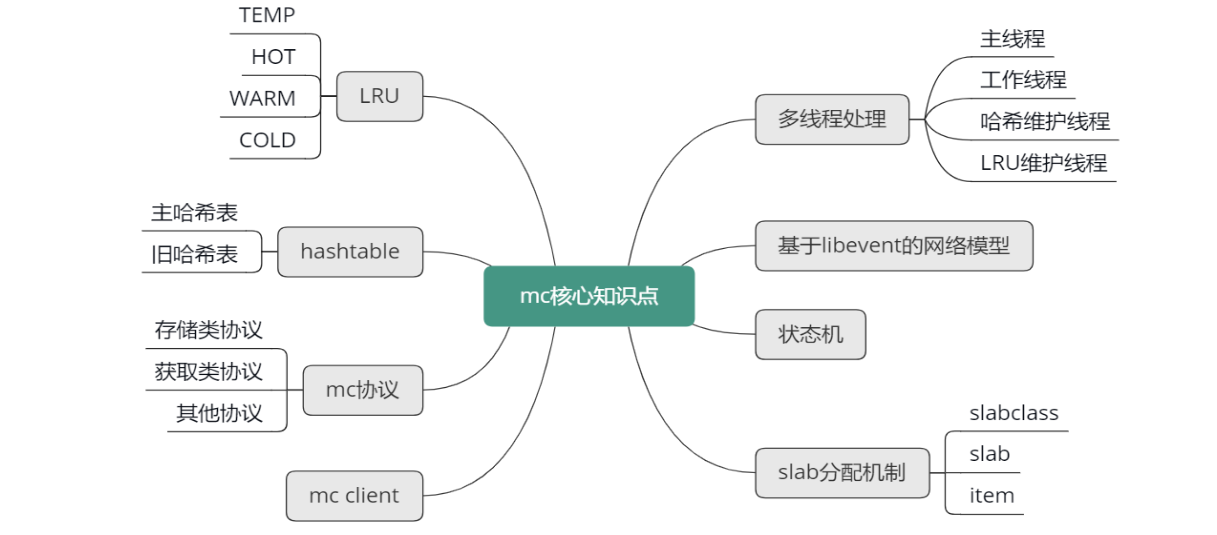 TEMP
HOT
WARM
COLD
LRU
主哈希表
旧哈希表
hashtable
存储类协议
获取类协议
其他协议
mc协议
mc client
mc核心知识点
多线程处理
主线程
工作线程
哈希维护线程
LRU维护线程
基于libevent的网络模型
状态机
slab分配机制
slabclass
slab
item